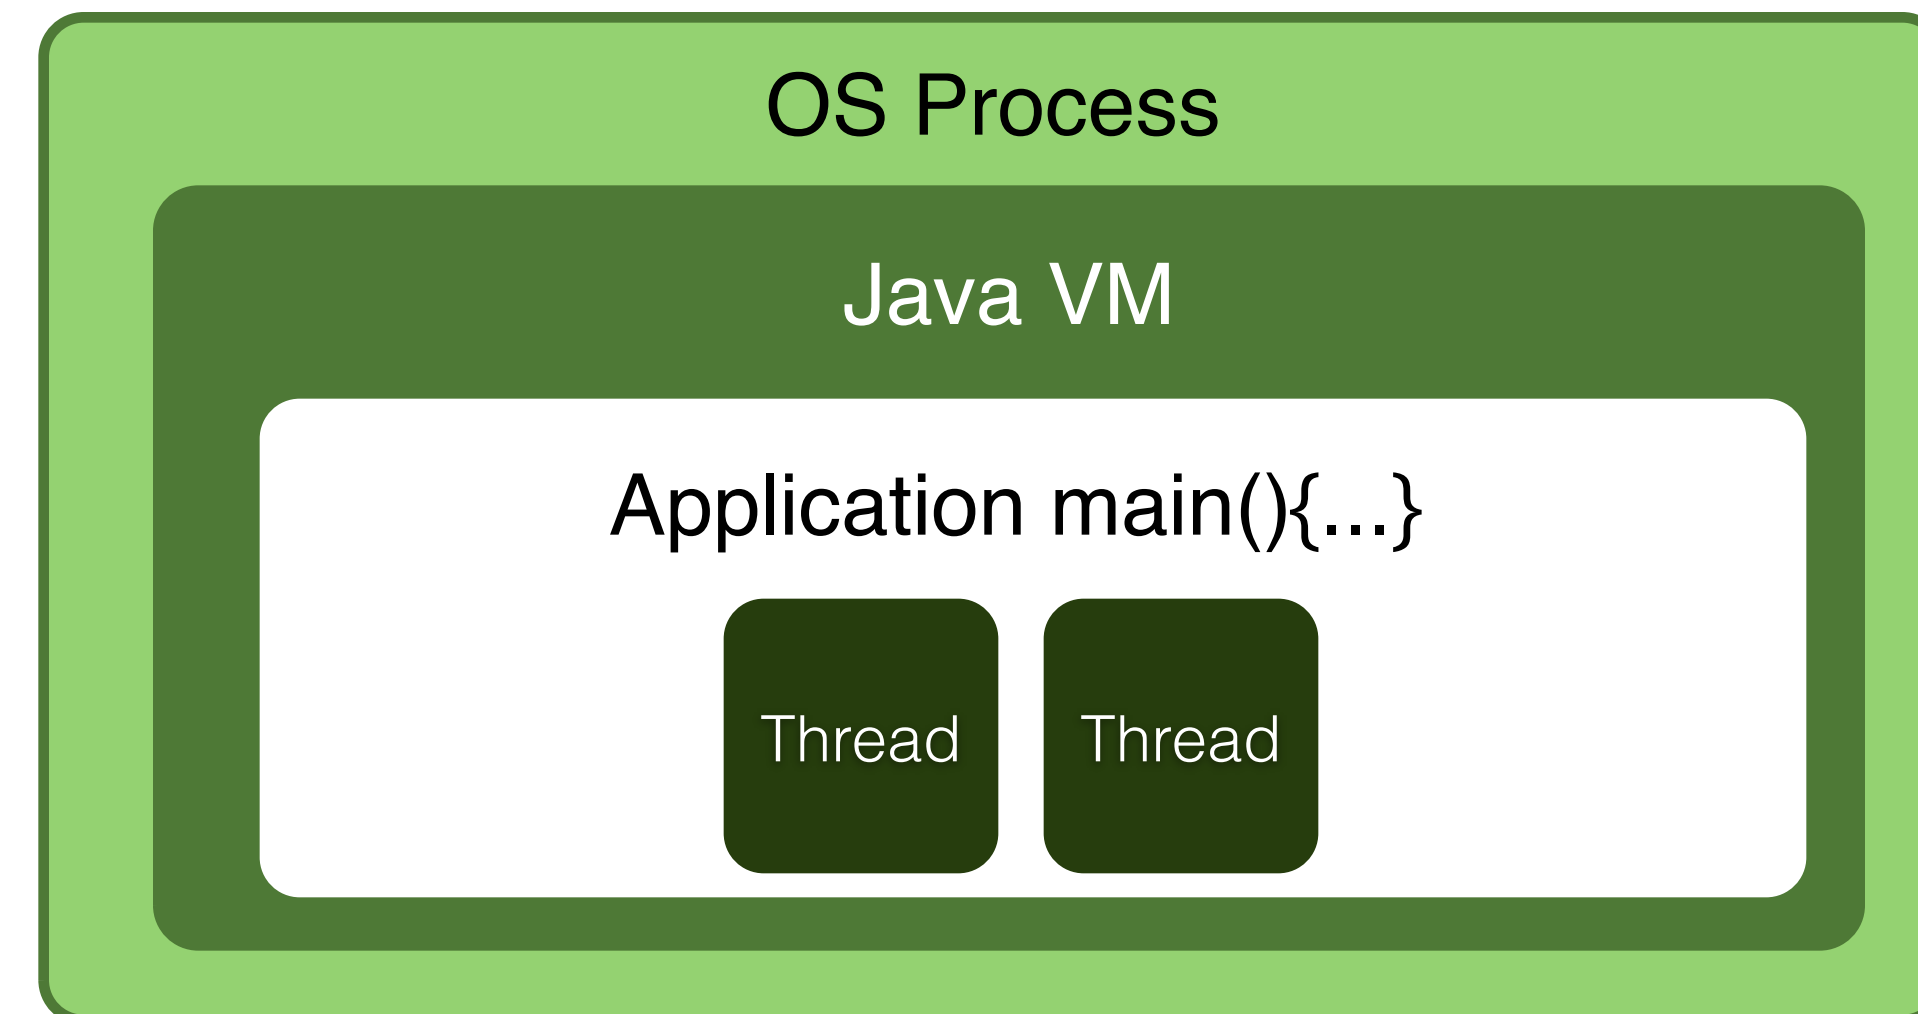 OS Process
Java VM
Application main(){...}
Thread Thread